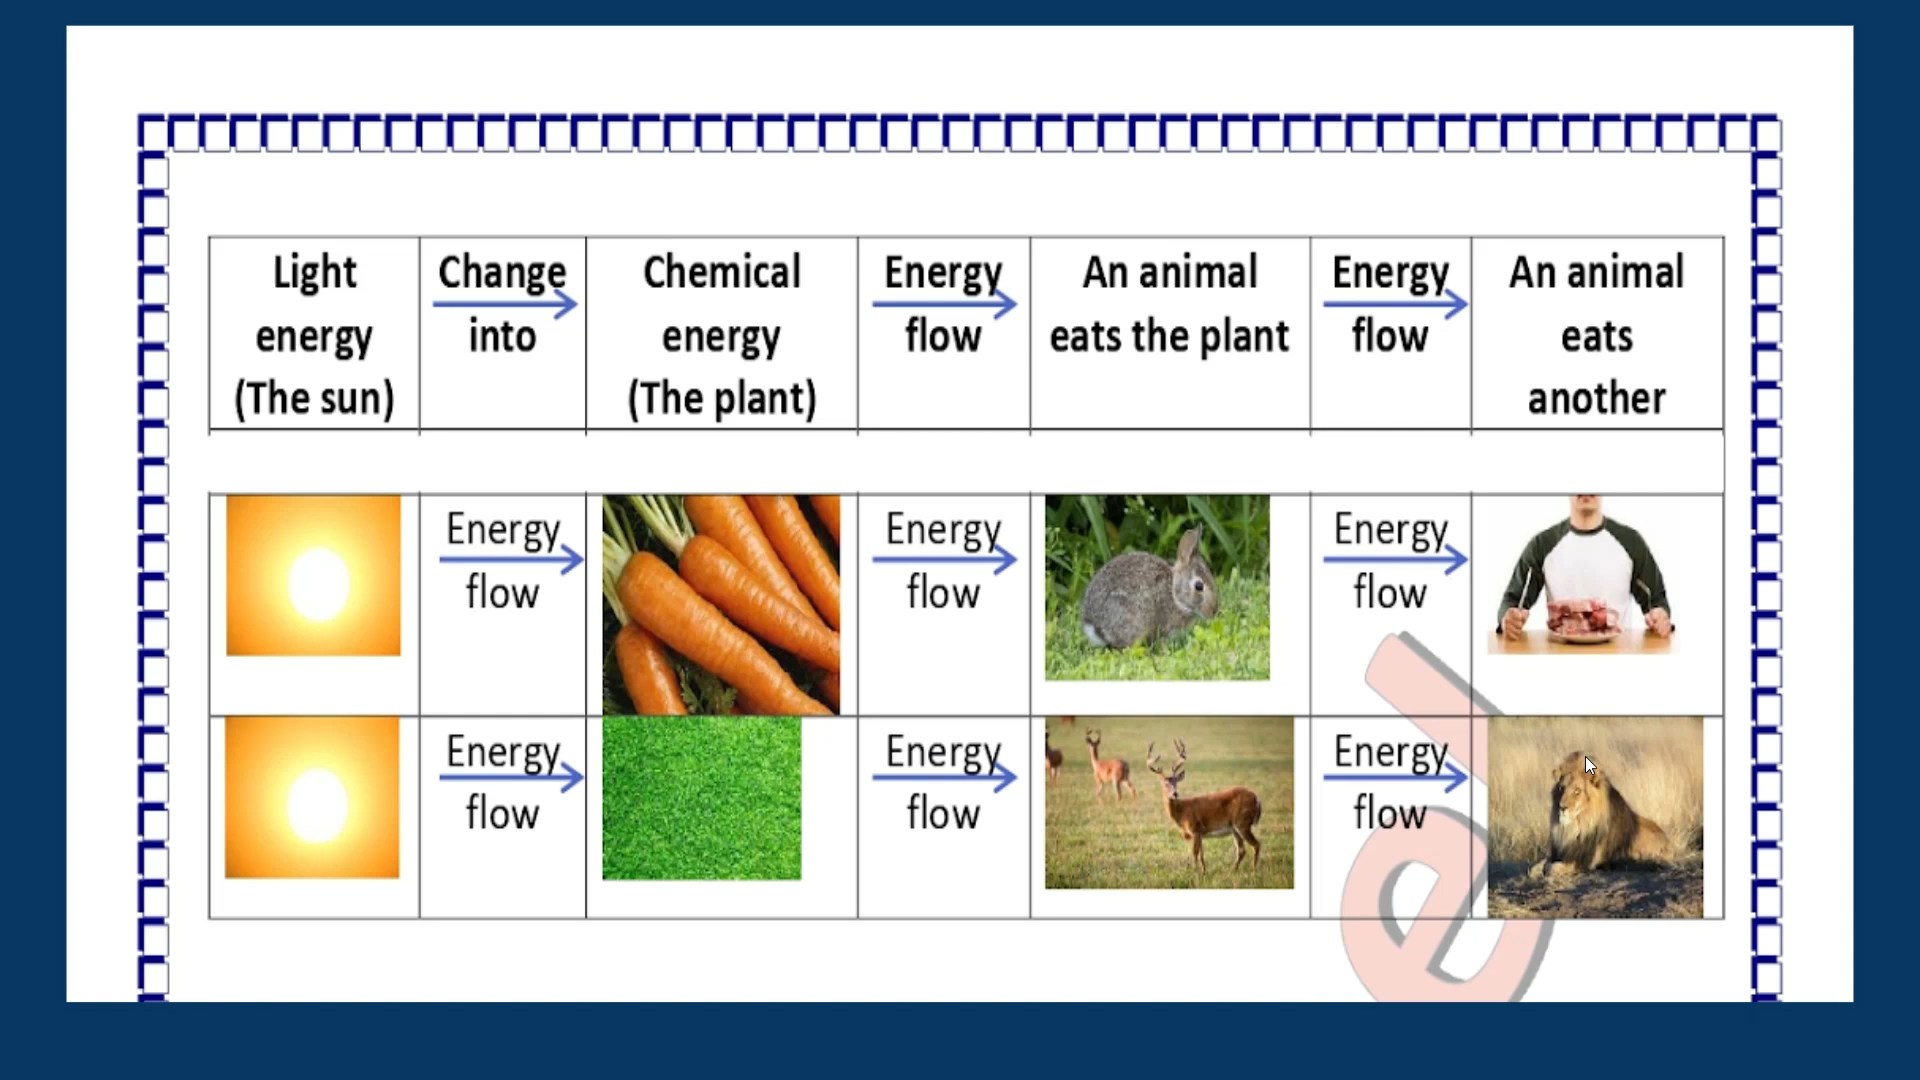 Light
energy
(The sun)
Change
into
Chemical
energy
(The plant)
Energy
flow
An animal
eats the plant
Energy
flow
An animal
eats
another
Energy
flow
Energy
flow
Energy
flow
Energy
flow
Energy
flow
Energy
flow
el